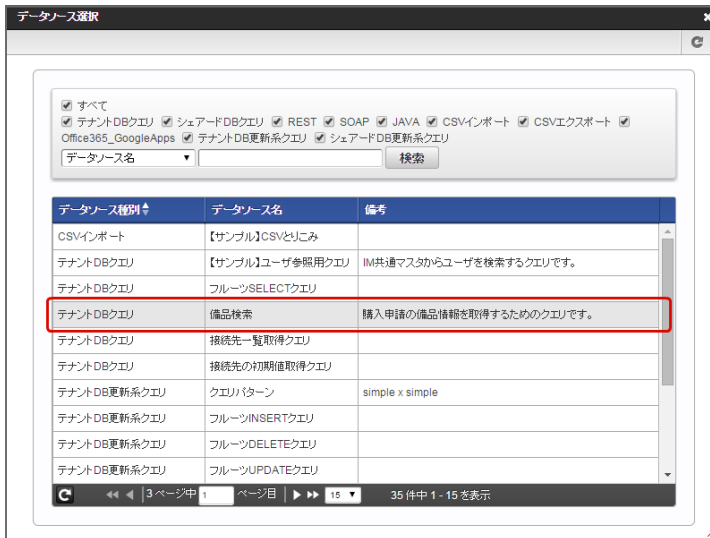 データソース選択
すべて
テナントDBクエリ シェアードDBクエリ REST SOAP JAVA CSVインポート CSVエクスポート
Office365_GoogleApps テナントDB更新系クエリ シェアードDB更新系クエリ
データソース名 検索
データソース種別 データソース名 備考
CSVインポート 【サンプル】CSVとりこみ
テナントDBクエリ 【サンプル】ユーザ参照用クエリ IM共通マスタからユーザを検索するクエリです。
テナントDBクエリ フルーツSELECTクエリ
テナントDBクエリ 備品検索 購入申請の備品情報を取得するためのクエリです。
テナントDBクエリ 接続先一覧取得クエリ
テナントDBクエリ 接続先の初期値取得クエリ
テナントDB更新系クエリ クエリパターン simple x simple
テナントDB更新系クエリ フルーツINSERTクエリ
テナントDB更新系クエリ フルーツDELETEクエリ
テナントDB更新系クエリ フルーツUPDATEクエリ
3 ページ中 1 ページ目 15 35 件中 1 - 15 を表示